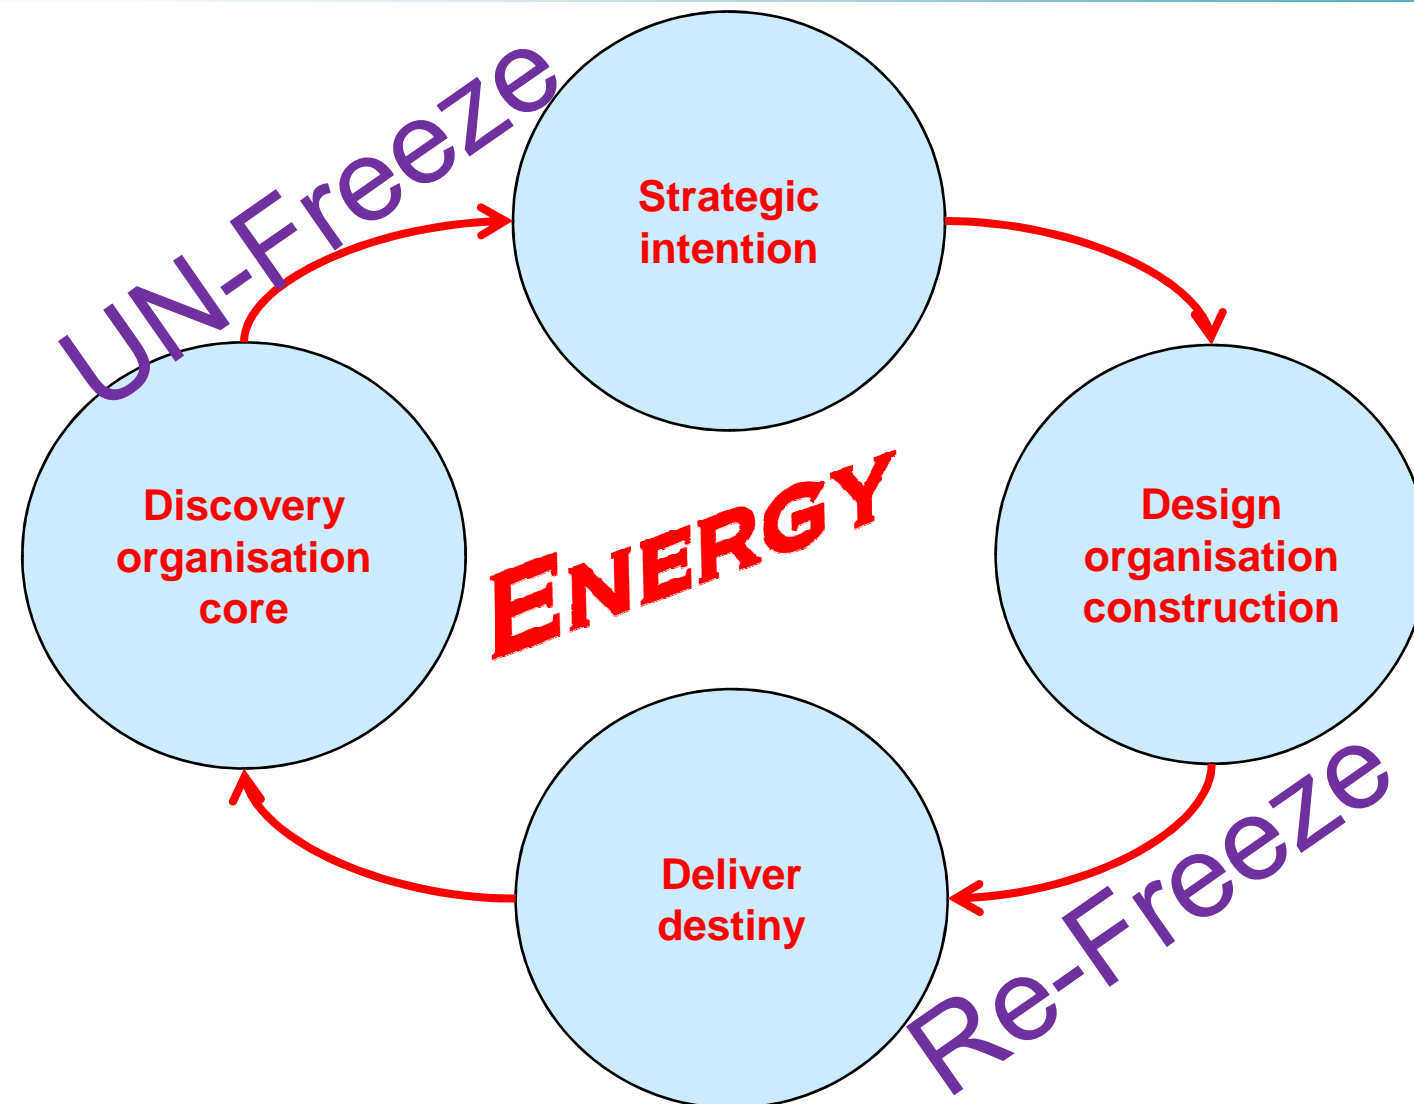 UN-Freeze
Strategic
intention
Discovery
organisation
core
ENERGY
Design
organisation
construction
Deliver
destiny
Re-Freeze